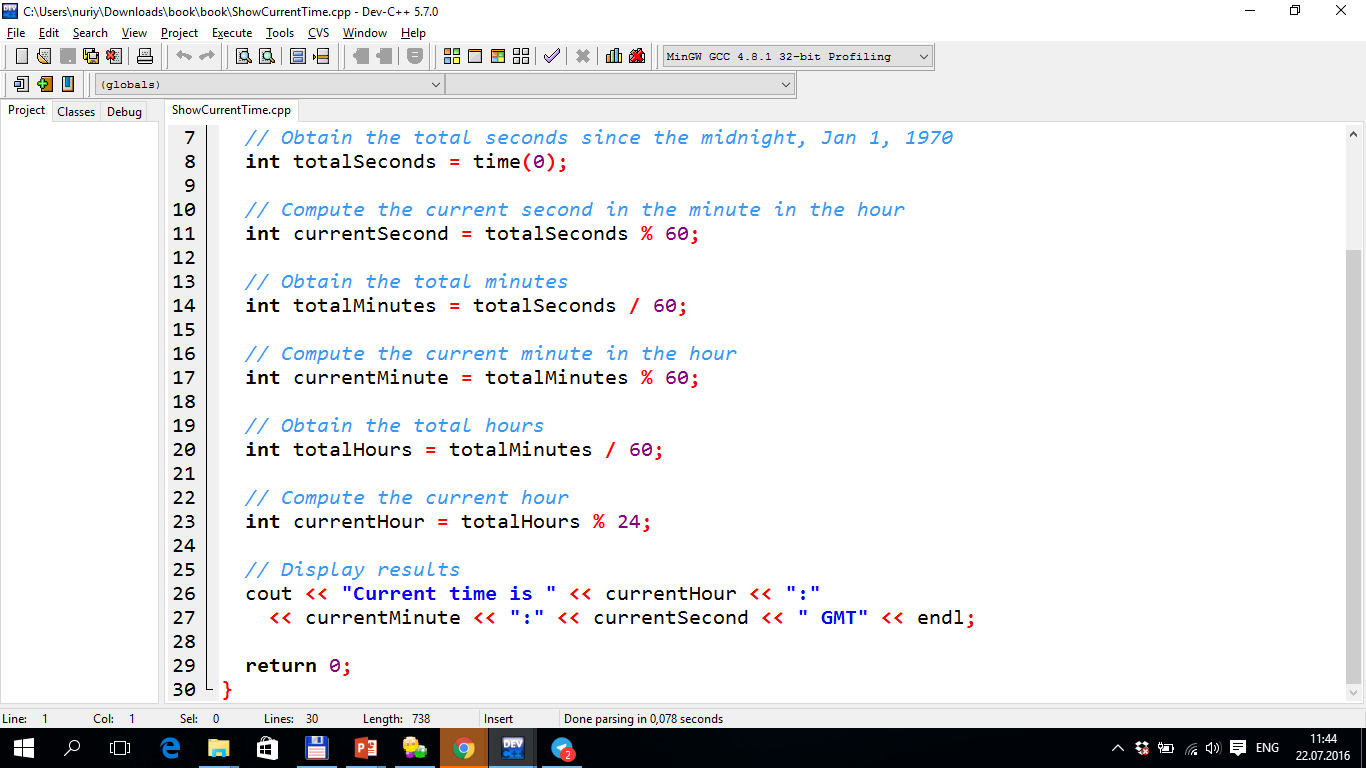 C:\Users\nuriy\Downloads\book\book\ShowCurrentTime.cpp - Dev-C++ 5.7.0
File Edit Search View Project Execute Tools CVS Window Help
MinGW GCC 4.8.1 32-bit Profiling
(globals)
Project Classes Debug ShowCurrentTime.cpp
7 // Obtain the total seconds since the midnight, Jan 1, 1970
8 int totalSeconds = time(0);
9
10 // Compute the current second in the minute in the hour
11 int currentSecond = totalSeconds % 60;
12
13 // Obtain the total minutes
14 int totalMinutes = totalSeconds / 60;
15
16 // Compute the current minute in the hour
17 int currentMinute = totalMinutes % 60;
18
19 // Obtain the total hours
20 int totalHours = totalMinutes / 60;
21
22 // Compute the current hour
23 int currentHour = totalHours % 24;
24
25 // Display results
26 cout << "Current time is " << currentHour << ":"
27 << currentMinute << ":" << currentSecond << " GMT" << endl;
28
29 return 0;
30 }
Line: 1 Col: 1 Sel: 0 Lines: 30 Length: 738 Insert Done parsing in 0,078 seconds
DEV 2 ENG 11:44
22.07.2016